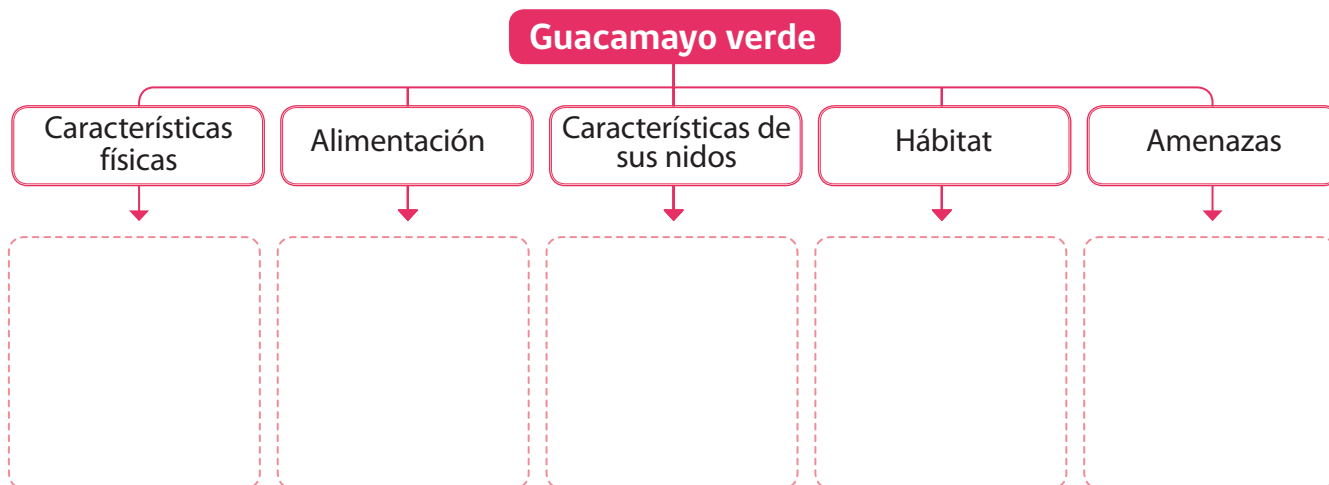 Guacamayo verde
Características
físicas
Alimentación
Características de
sus nidos
Hábitat
Amenazas